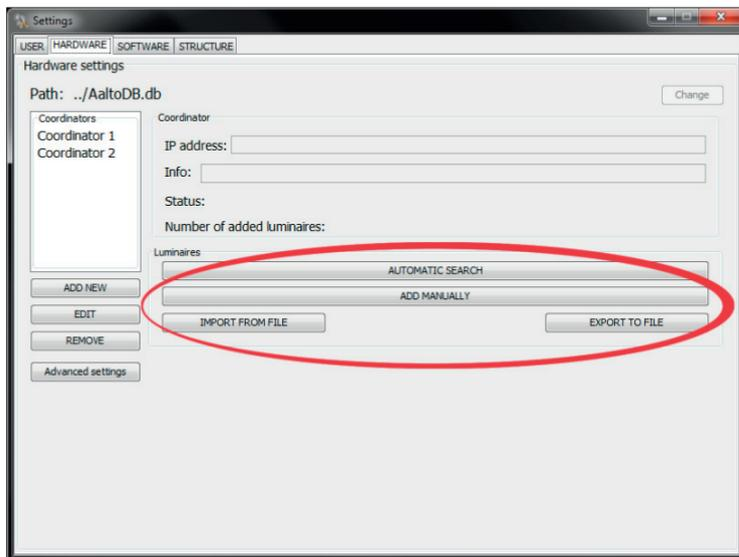 Settings
USER HARDWARE SOFTWARE STRUCTURE
Hardware settings
Path: ../AaltoDB.db
Change
Coordinators
Coordinator 1
Coordinator 2
ADD NEW
EDIT
REMOVE
Advanced settings
Coordinator
IP address:
Info:
Status:
Number of added luminaires:
Luminaires
AUTOMATIC SEARCH
ADD MANUALLY
IMPORT FROM FILE EXPORT TO FILE